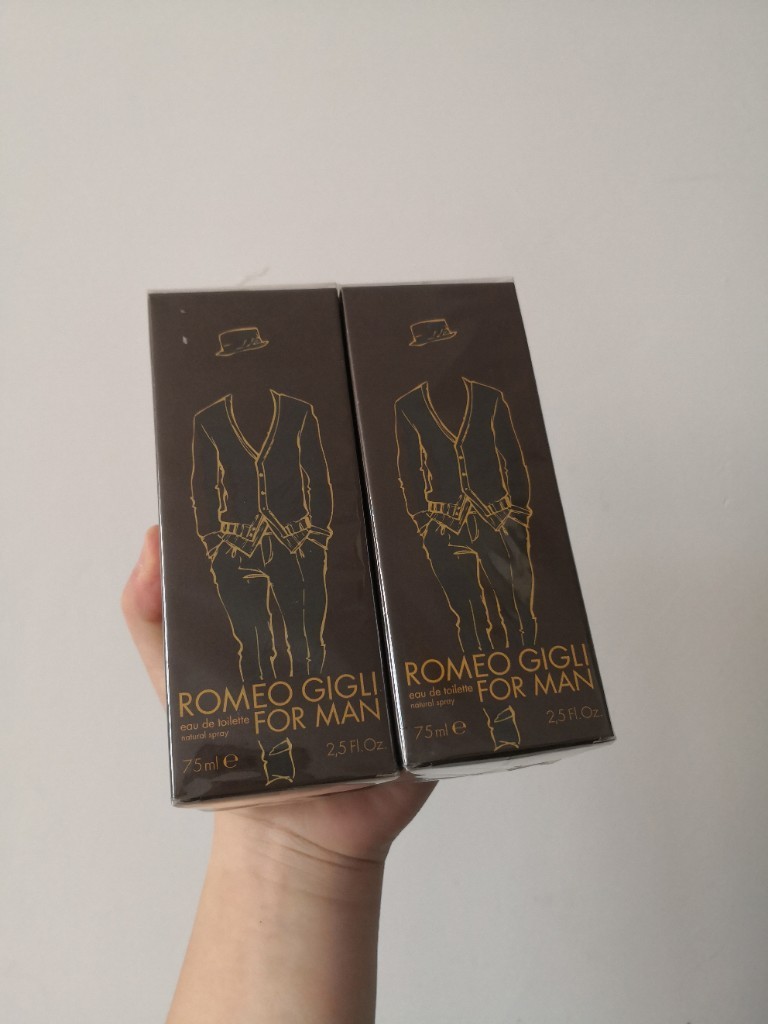 ROMEO GIGLI
eau de toilette FOR MAN
natural spray
75 ml e 2,5 Fl.Oz.
ROMEO GIGLI
eau de toilette FOR MAN
natural spray
75 ml e 2,5 Fl.Oz.